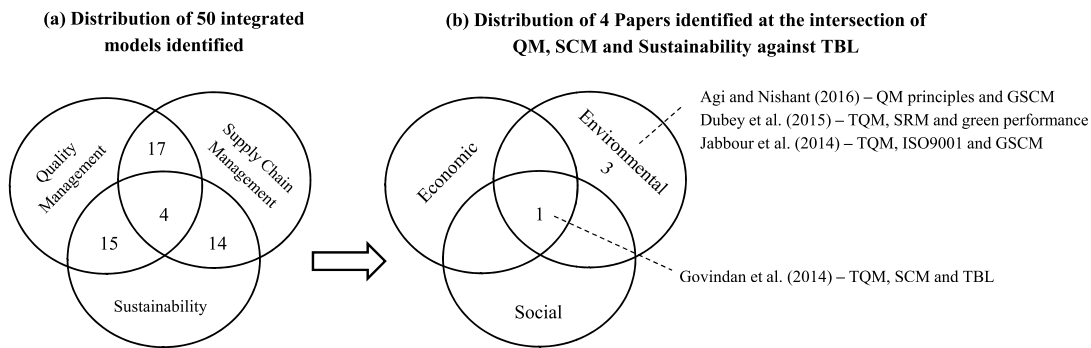 (a) Distribution of 50 integrated
models identified
Quality
Management
Supply Chain
Management
17
4
15
14
Sustainability
(b) Distribution of 4 Papers identified at the intersection of
QM, SCM and Sustainability against TBL
Economic
Environmental
3
1
Social
Agi and Nishant (2016) – QM principles and GSCM
Dubey et al. (2015) – TQM, SRM and green performance
Jabbour et al. (2014) – TQM, ISO9001 and GSCM
Govindan et al. (2014) – TQM, SCM and TBL